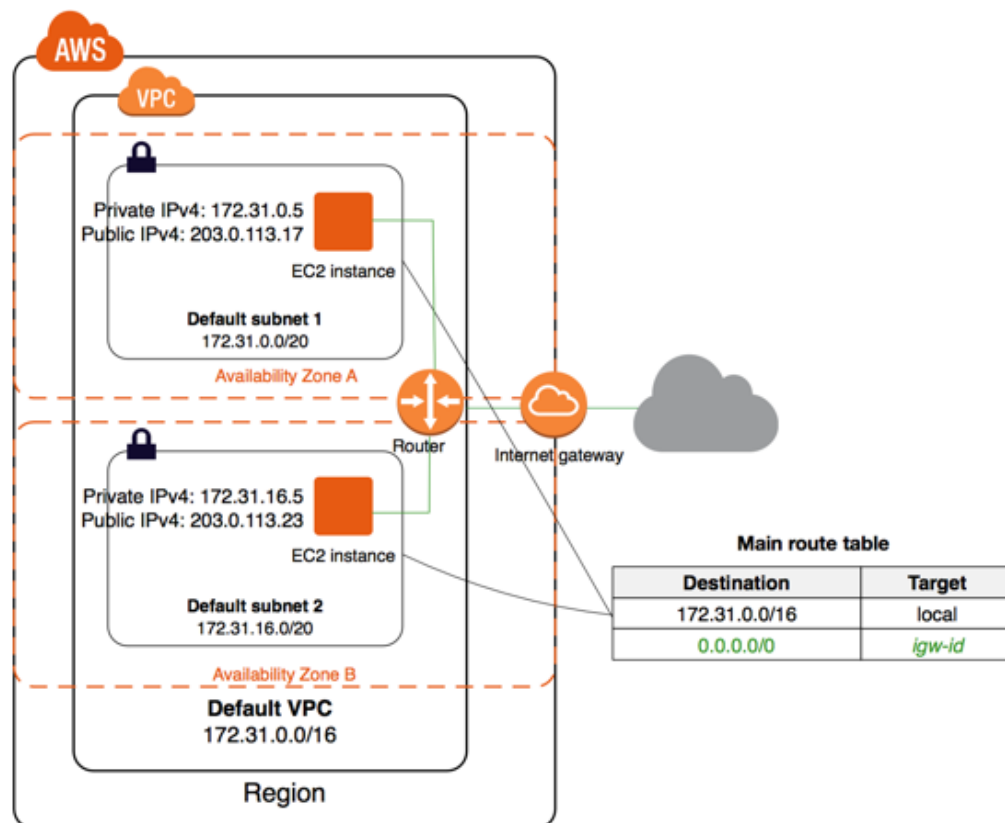 AWS
VPC
Private IPv4: 172.31.0.5
Public IPv4: 203.0.113.17
EC2 instance
Default subnet 1
172.31.0.0/20
Availability Zone A
Router
Internet gateway
Private IPv4: 172.31.16.5
Public IPv4: 203.0.113.23
EC2 instance
Default subnet 2
172.31.16.0/20
Availability Zone B
Default VPC
172.31.0.0/16
Region
Main route table
Destination Target
172.31.0.0/16 local
0.0.0.0/0 igw-id